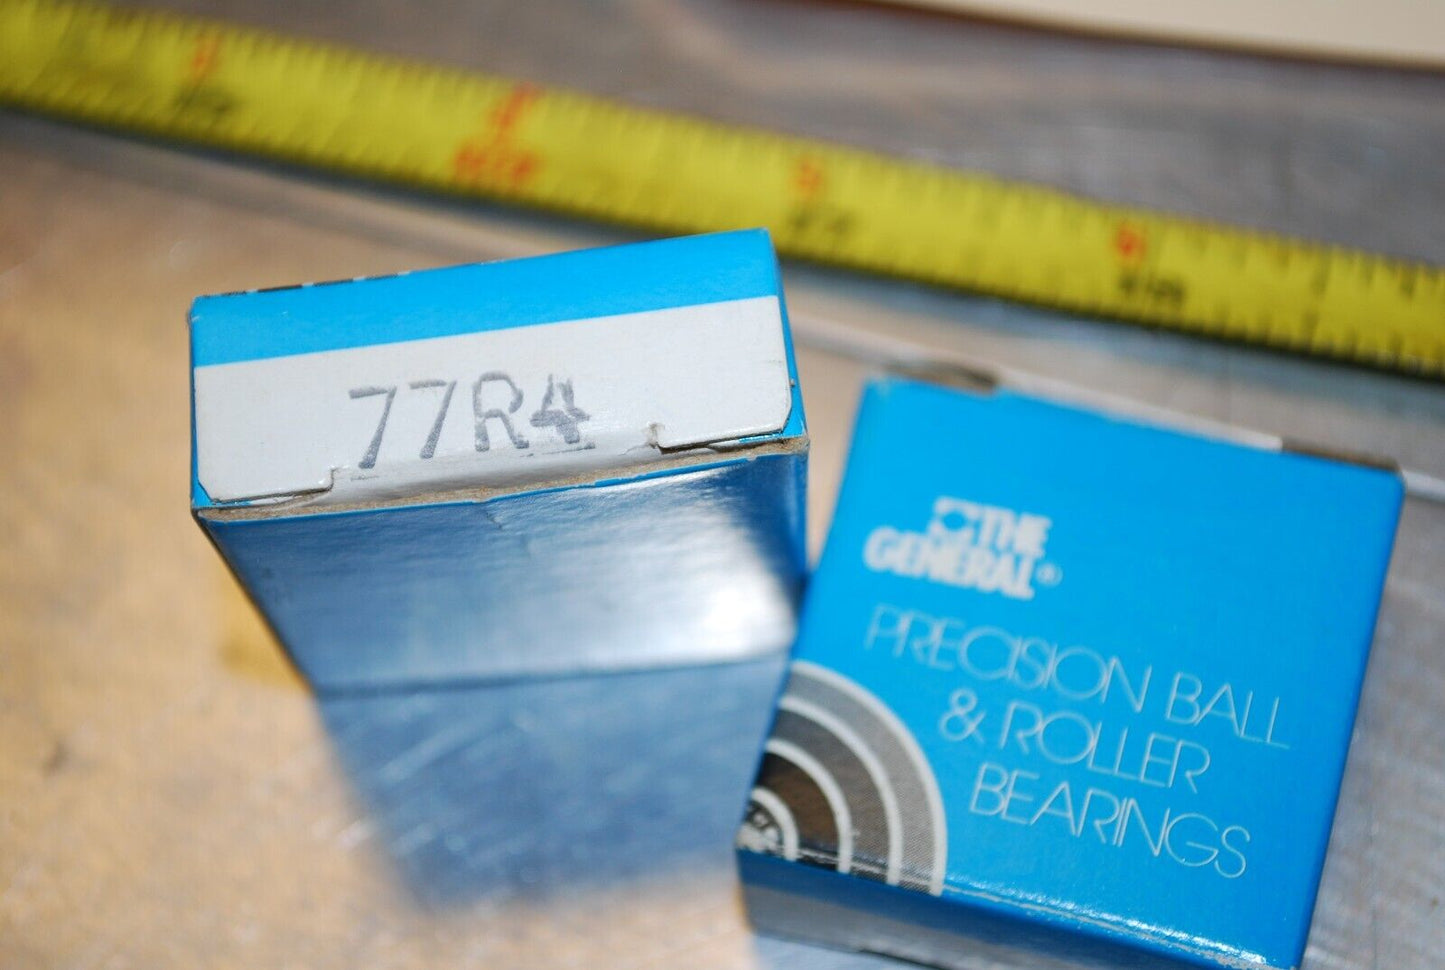 77R4
THE
GENERAL®
PRECISION BALL
& ROLLER
BEARINGS